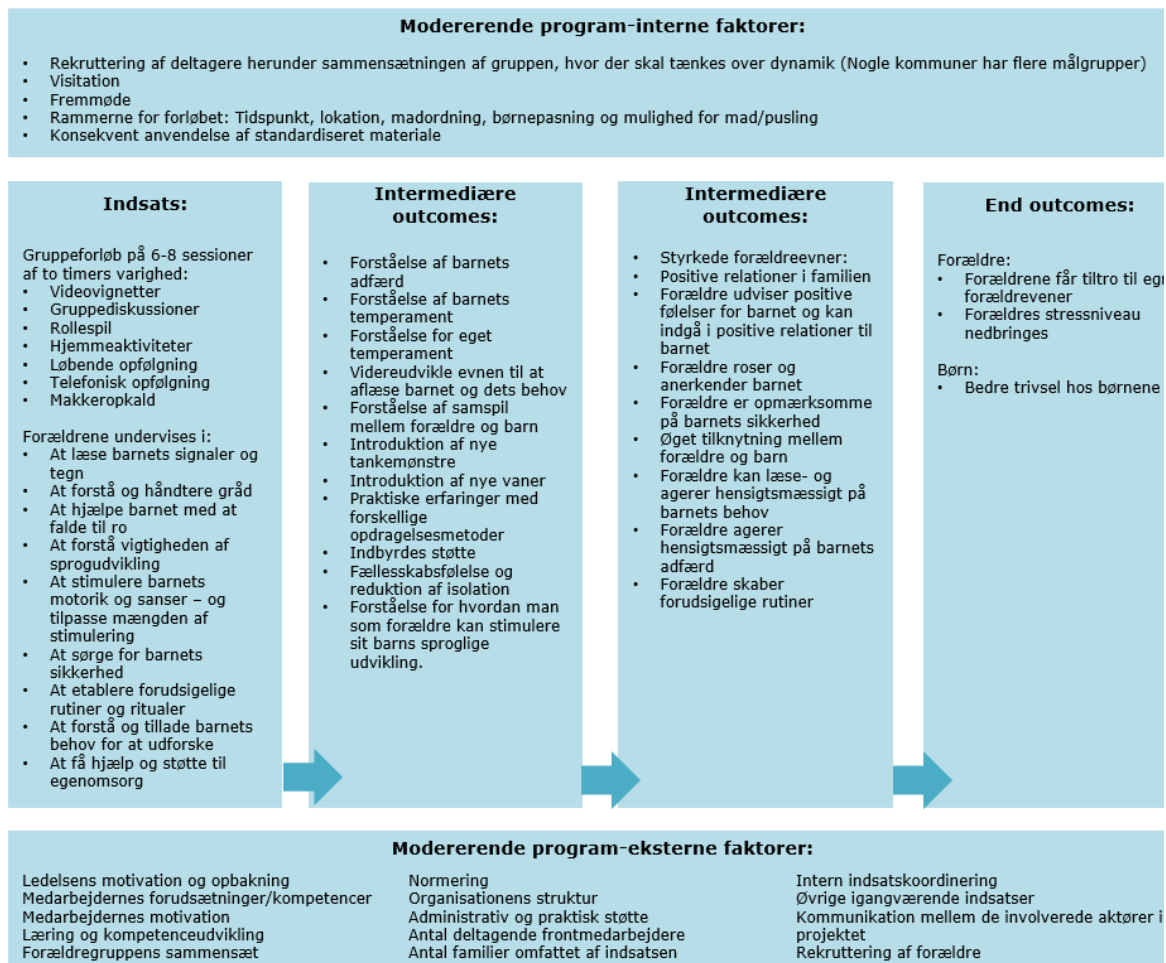 Modererende program-interne faktorer:
• Rekruttering af deltagere herunder sammensætningen af gruppen, hvor der skal tænkes over dynamik (Nogle kommuner har flere målgrupper)
• Visitation
• Fremmøde
• Rammerne for forløbet: Tidspunkt, lokation, madordning, børnepasning og mulighed for mad/pusling
• Konsekvent anvendelse af standardiseret materiale
Indsats:
Gruppeforløb på 6-8 sessioner
af to timers varighed:
• Videovignetter
• Gruppediskussioner
• Rollespil
• Hjemmeaktiviteter
• Løbende opfølgning
• Telefonisk opfølgning
• Makkeropkald
Forældrene undervises i:
• At læse barnets signaler og
tegn
• At forstå og håndtere gråd
• At hjælpe barnet med at
falde til ro
• At forstå vigtigheden af
sprogudvikling
• At stimulere barnets
motorik og sanser – og
tilpasse mængden af
stimulering
• At sørge for barnets
sikkerhed
• At etablere forudsigelige
rutiner og ritualer
• At forstå og tillade barnets
behov for at udforske
• At få hjælp og støtte til
egenomsorg
Intermediære
outcomes:
• Forståelse af barnets
adfærd
• Forståelse af barnets
temperament
• Forståelse for eget
temperament
• Videreudvikle evnen til at
aflæse barnet og dets behov
• Forståelse af samspil
mellem forældre og barn
• Introduktion af nye
tankemønstre
• Introduktion af nye vaner
• Praktiske erfaringer med
forskellige
opdragelsesmetoder
• Indbyrdes støtte
• Fællesskabsfølelse og
reduktion af isolation
• Forståelse for hvordan man
som forældre kan stimulere
sit barns sproglige
udvikling.
Intermediære
outcomes:
• Styrkede forældreevner:
• Positive relationer i familien
• Forældre udviser positive
følelser for barnet og kan
indgå i positive relationer til
barnet
• Forældre roser og
anerkender barnet
• Forældre er opmærksomme
på barnets sikkerhed
• Øget tilknytning mellem
forældre og barn
• Forældre kan læse- og
agerer hensigtsmæssigt på
barnets behov
• Forældre agerer
hensigtsmæssigt på barnets
adfærd
• Forældre skaber
forudsigelige rutiner
End outcomes:
Forældre:
• Forældrene får tiltro til
forældrevener
• Forældres stressniveau
nedbringes
Børn:
• Bedre trivsel hos børnene
Modererende program-eksterne faktorer:
Ledelsens motivation og opbakning
Medarbejdernes forudsætninger/kompetencer
Medarbejdernes motivation
Læring og kompetenceudvikling
Forældregruppens sammensæt
Normering
Organisationens struktur
Administrativ og praktisk støtte
Antal deltagende frontmedarbejdere
Antal familier omfattet af indsatsen
Intern indsatskoordinering
Øvrige igangværende indsatser
Kommunikation mellem de involverede aktører i
projektet
Rekruttering af forældre